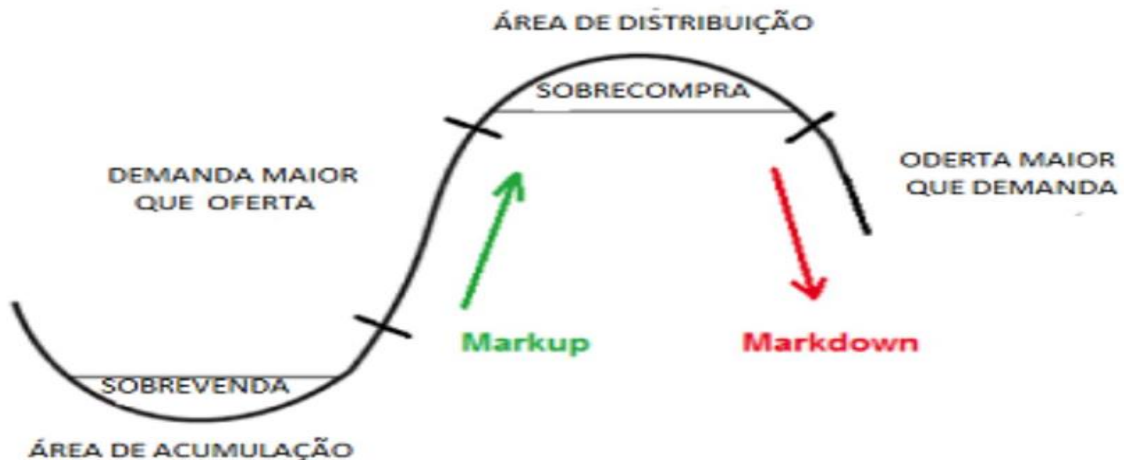 ÁREA DE DISTRIBUIÇÃO
SOBRECOMPRA
DEMANDA MAIOR
QUE OFERTA
ODERTA MAIOR
QUE DEMANDA
Markup
Markdown
SOBREVENDA
ÁREA DE ACUMULAÇÃO